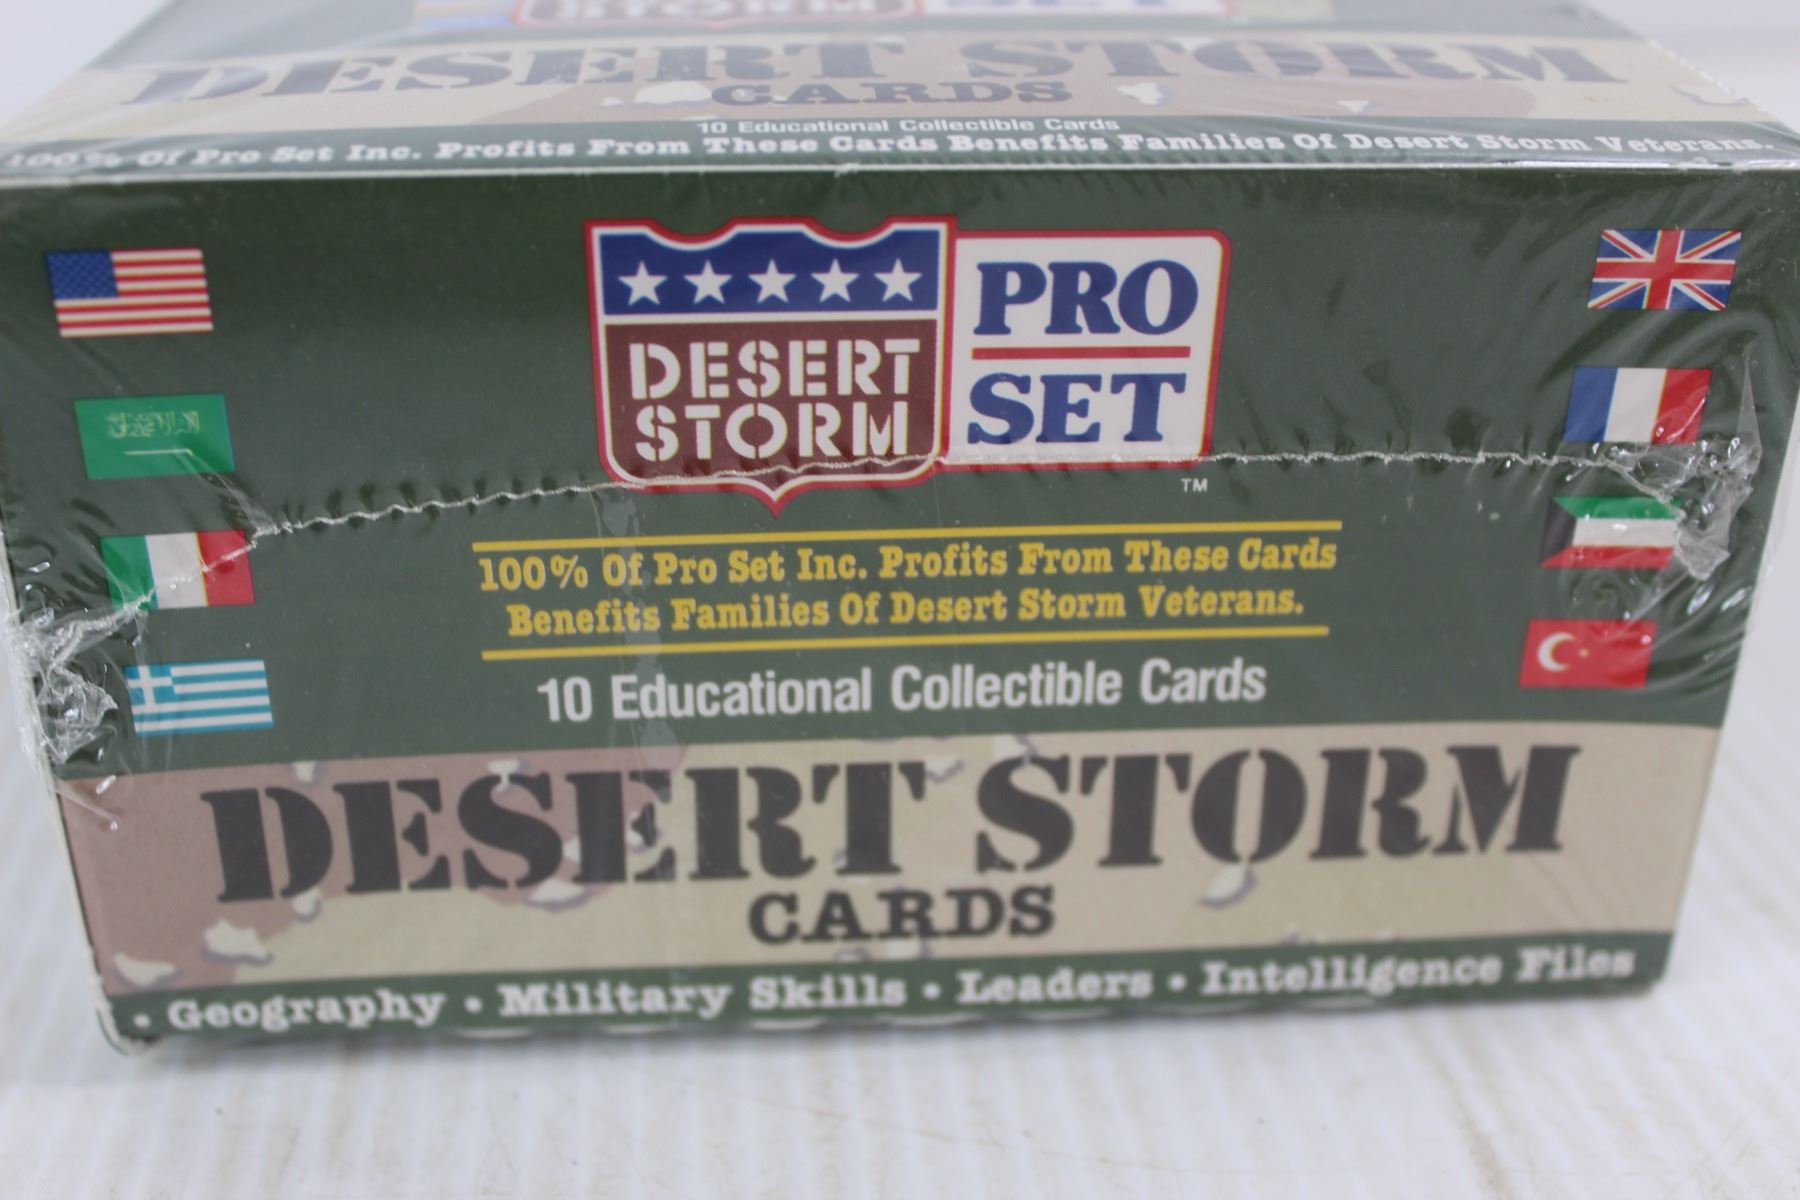 DESERT STORM
CARDS
10 Educational Collectible Cards
100% Of Pro Set Inc. Profits From These Cards Benefits Families Of Desert Storm Veterans.
DESERT
STORM
PRO
SET
TM
100% Of Pro Set Inc. Profits From These Cards
Benefits Families Of Desert Storm Veterans.
10 Educational Collectible Cards
DESERT STORM
CARDS
• Geography • Military Skills • Leaders • Intelligence Files